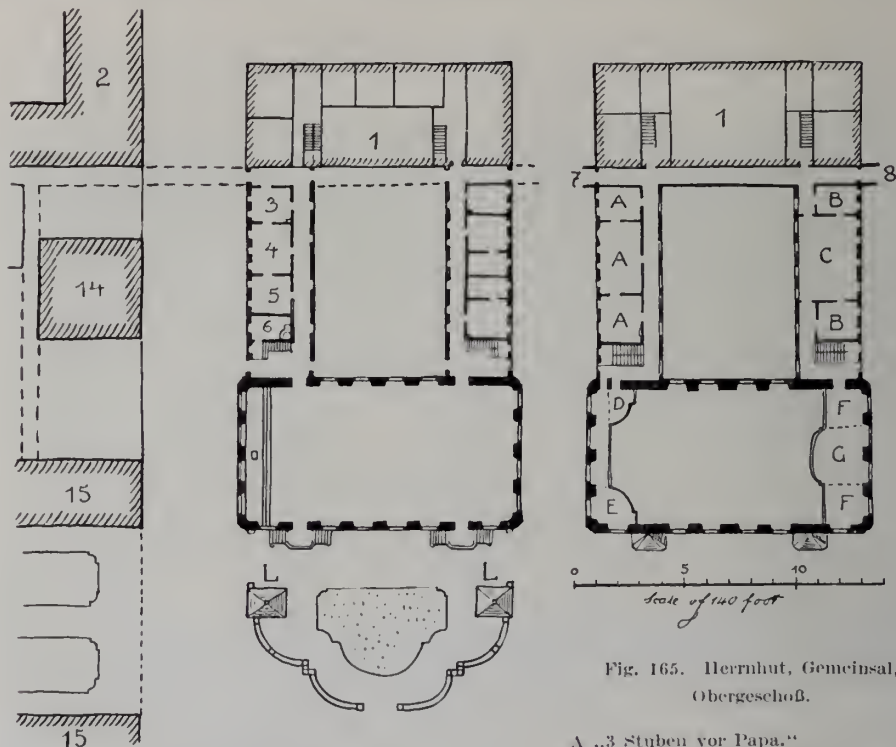 2
1
1
7
8
3
4
5
6
14
A
A
A
B
C
B
D
E
F
G
F
15
L
L
0 5 10
Scale of 140 foot
Fig. 165. Herrnhut, Gemeinsal,
Obergeschoß.
A „3 Stuben vor Papa.“
15